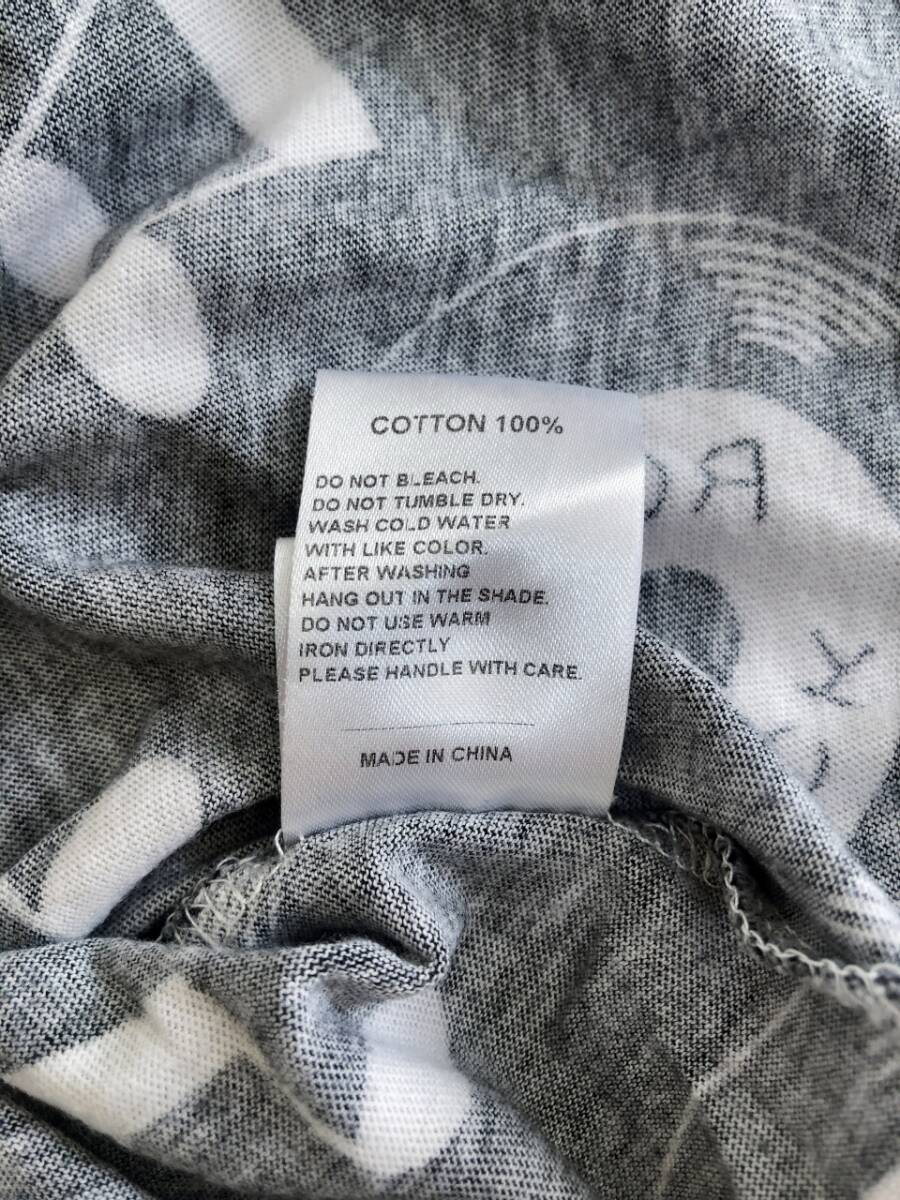 COTTON 100%
DO NOT BLEACH.
DO NOT TUMBLE DRY.
WASH COLD WATER
WITH LIKE COLOR.
AFTER WASHING
HANG OUT IN THE SHADE.
DO NOT USE WARM
IRON DIRECTLY
PLEASE HANDLE WITH CARE.
MADE IN CHINA